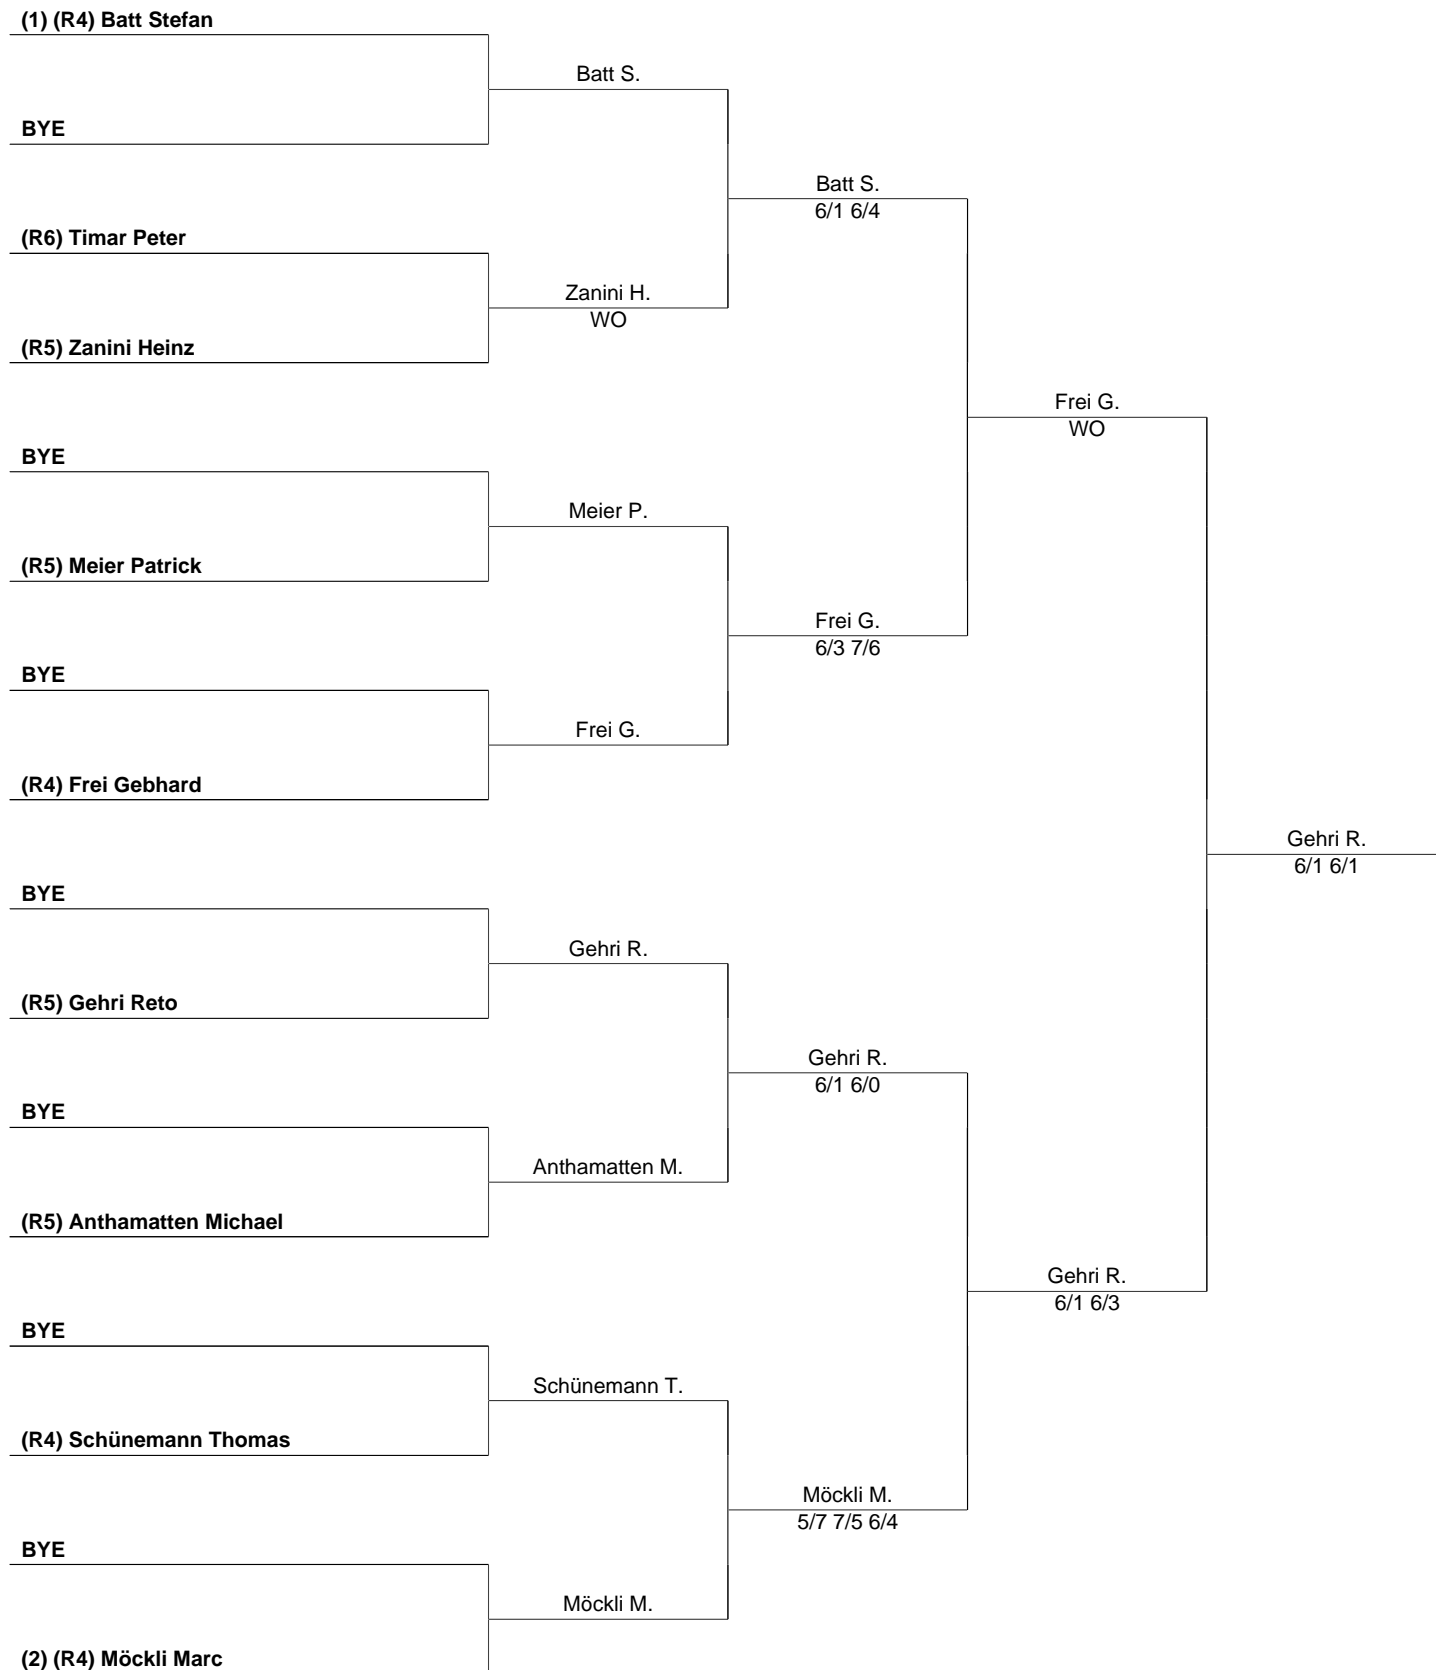 (1) (R4) Batt Stefan
Batt S.
BYE
Batt S.
6/1 6/4
(R6) Timar Peter
Zanini H.
WO
(R5) Zanini Heinz
Frei G.
WO
BYE
Meier P.
(R5) Meier Patrick
Frei G.
6/3 7/6
BYE
Frei G.
(R4) Frei Gebhard
Gehri R.
6/1 6/1
BYE
Gehri R.
(R5) Gehri Reto
Gehri R.
6/1 6/0
BYE
Anthamatten M.
(R5) Anthamatten Michael
Gehri R.
6/1 6/3
BYE
Schünemann T.
(R4) Schünemann Thomas
Möckli M.
5/7 7/5 6/4
BYE
Möckli M.
(2) (R4) Möckli Marc